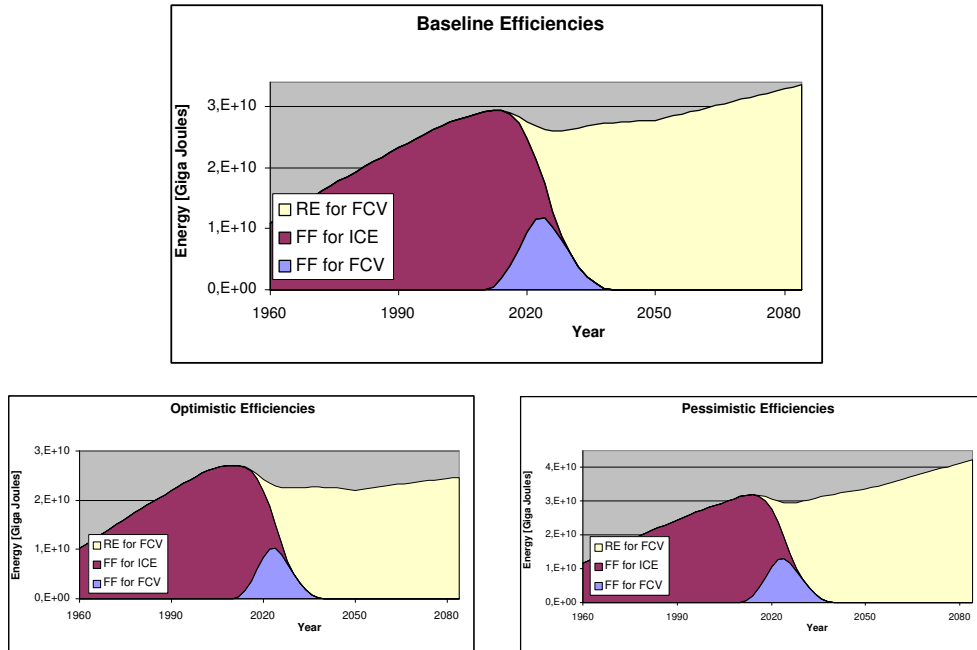 Baseline Efficiencies
Energy [Giga Joules]
3,E+10
2,E+10
1,E+10
0,E+00
RE for FCV
FF for ICE
FF for FCV
1960 1990 2020 2050 2080
Year
Optimistic Efficiencies
Energy [Giga Joules]
3,E+10
2,E+10
1,E+10
0,E+00
RE for FCV
FF for ICE
FF for FCV
1960 1990 2020 2050 2080
Year
Pessimistic Efficiencies
Energy [Giga Joules]
4,E+10
3,E+10
2,E+10
1,E+10
0,E+00
RE for FCV
FF for ICE
FF for FCV
1960 1990 2020 2050 2080
Year